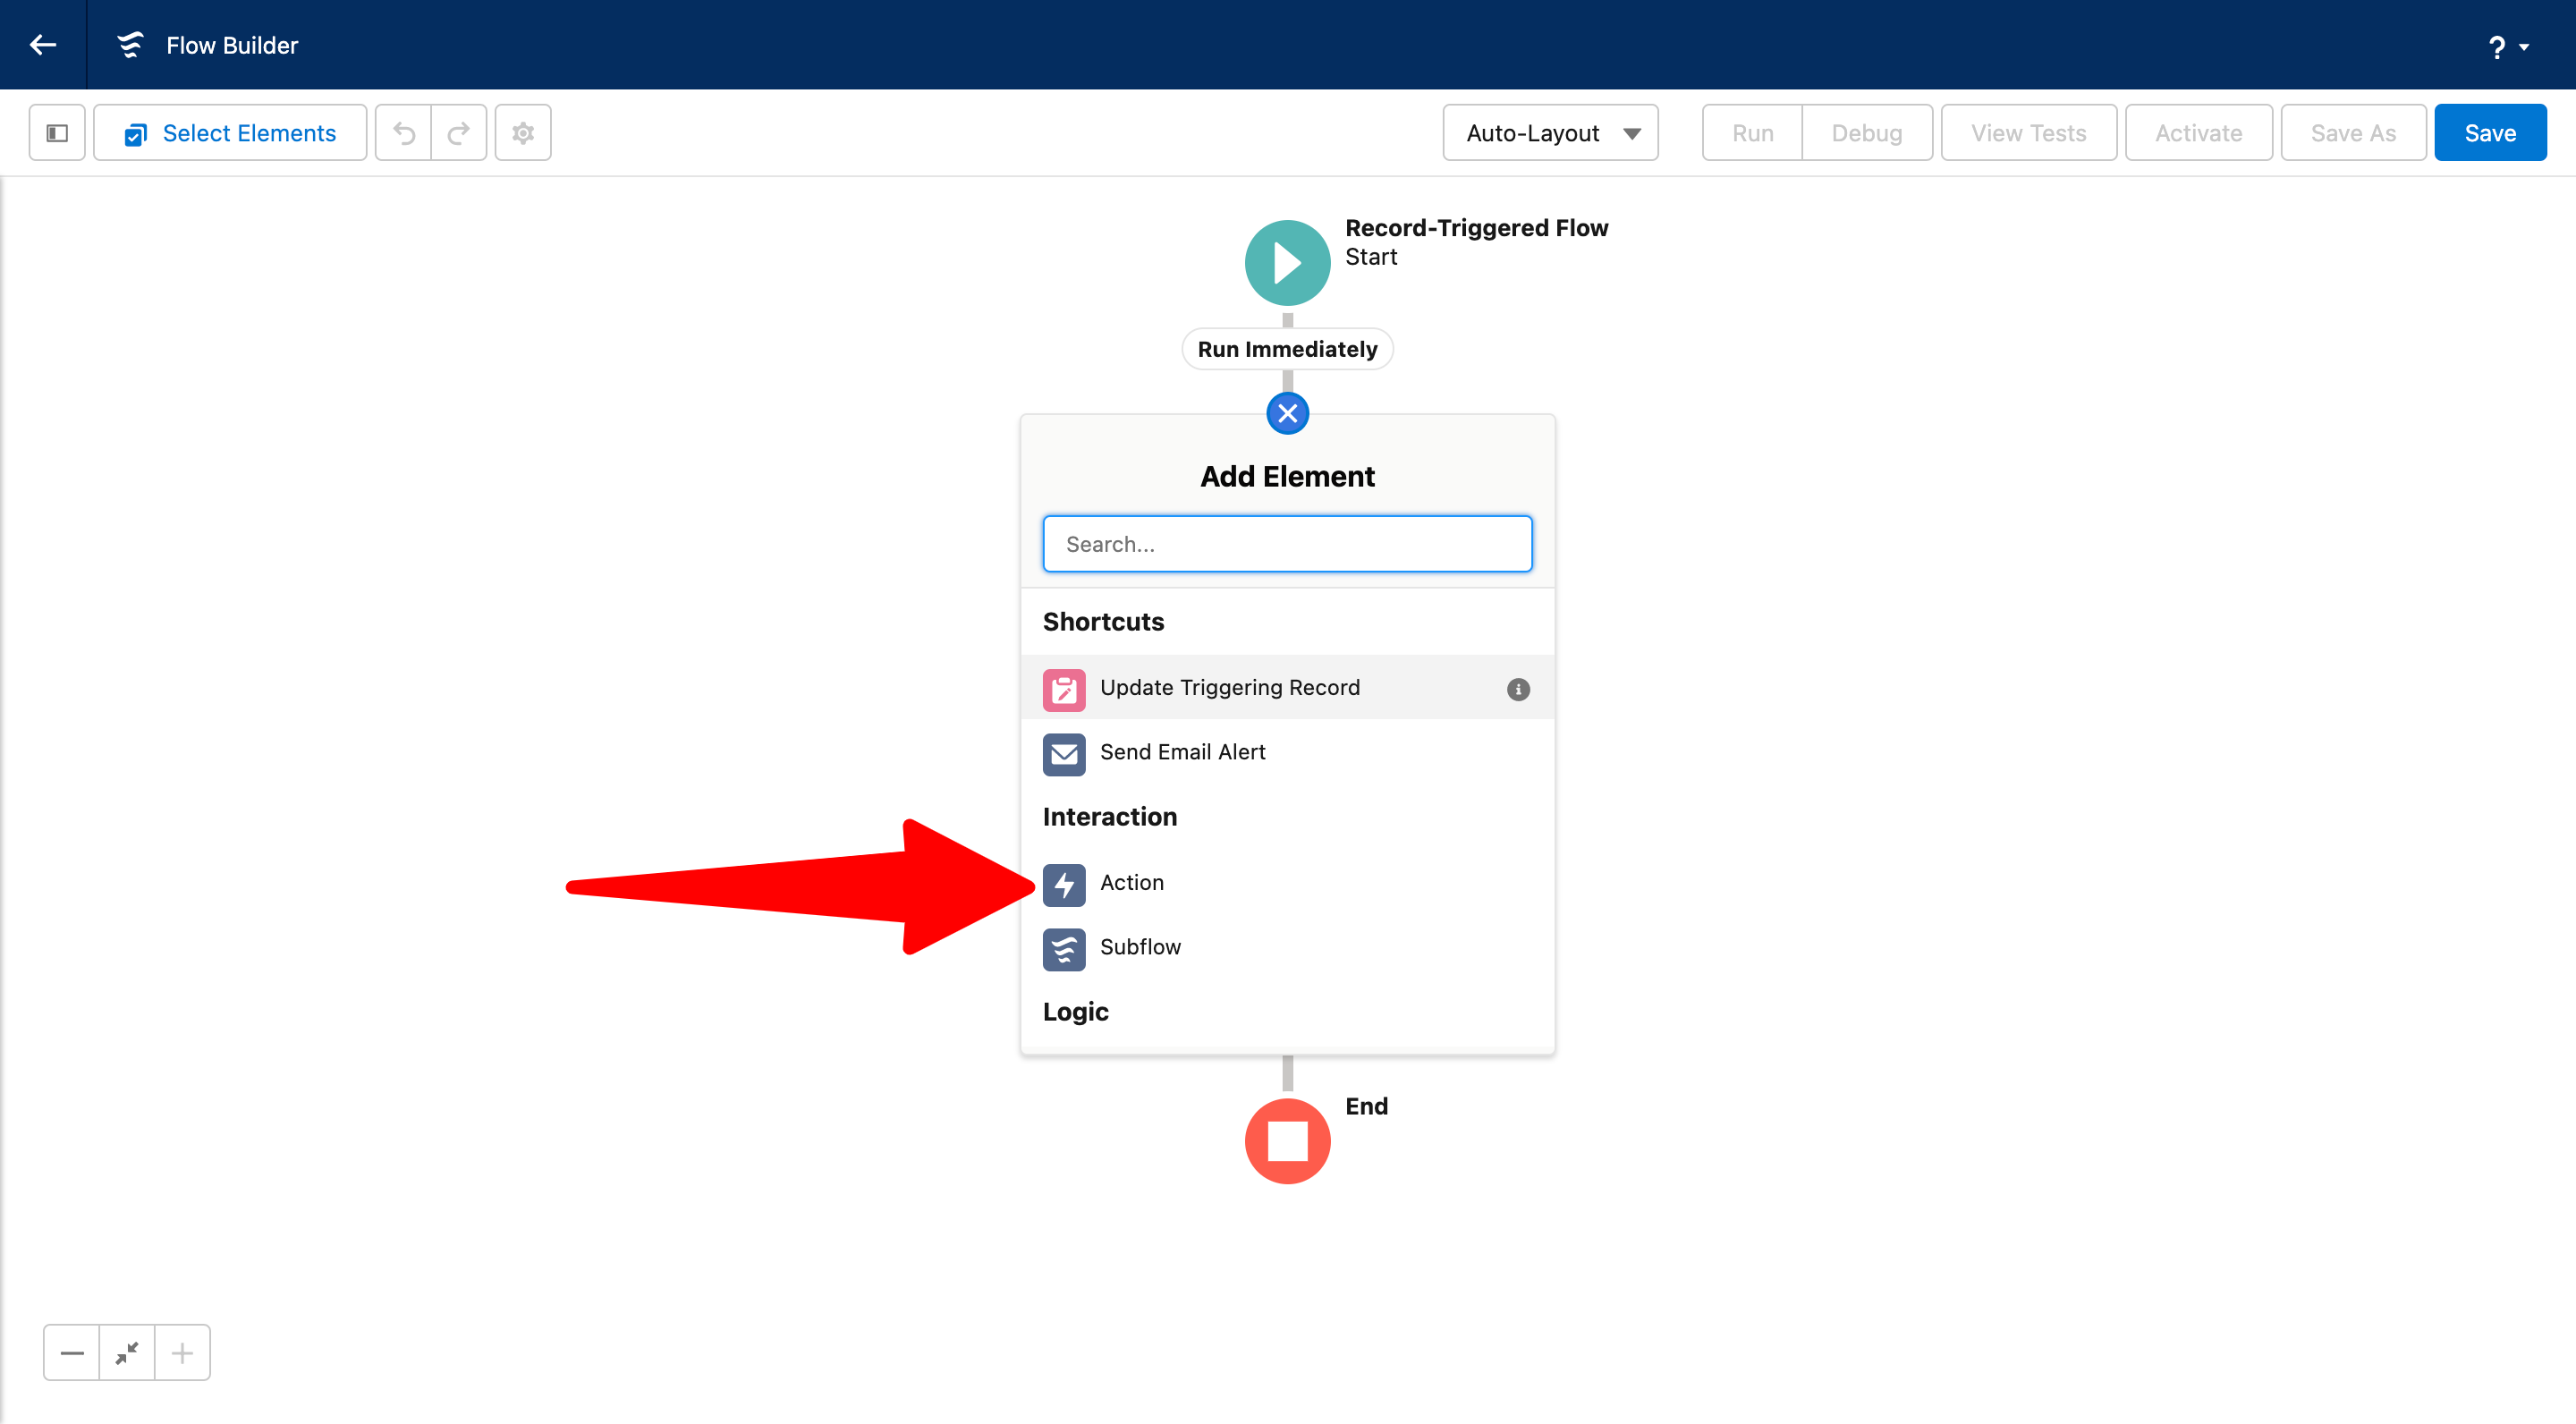 Flow Builder
?
Select Elements
Auto-Layout
Run
Debug
View Tests
Activate
Save As
Save
Record-Triggered Flow
Start
Run Immediately
Add Element
Search...
Shortcuts
Update Triggering Record
Send Email Alert
Interaction
Action
Subflow
Logic
End